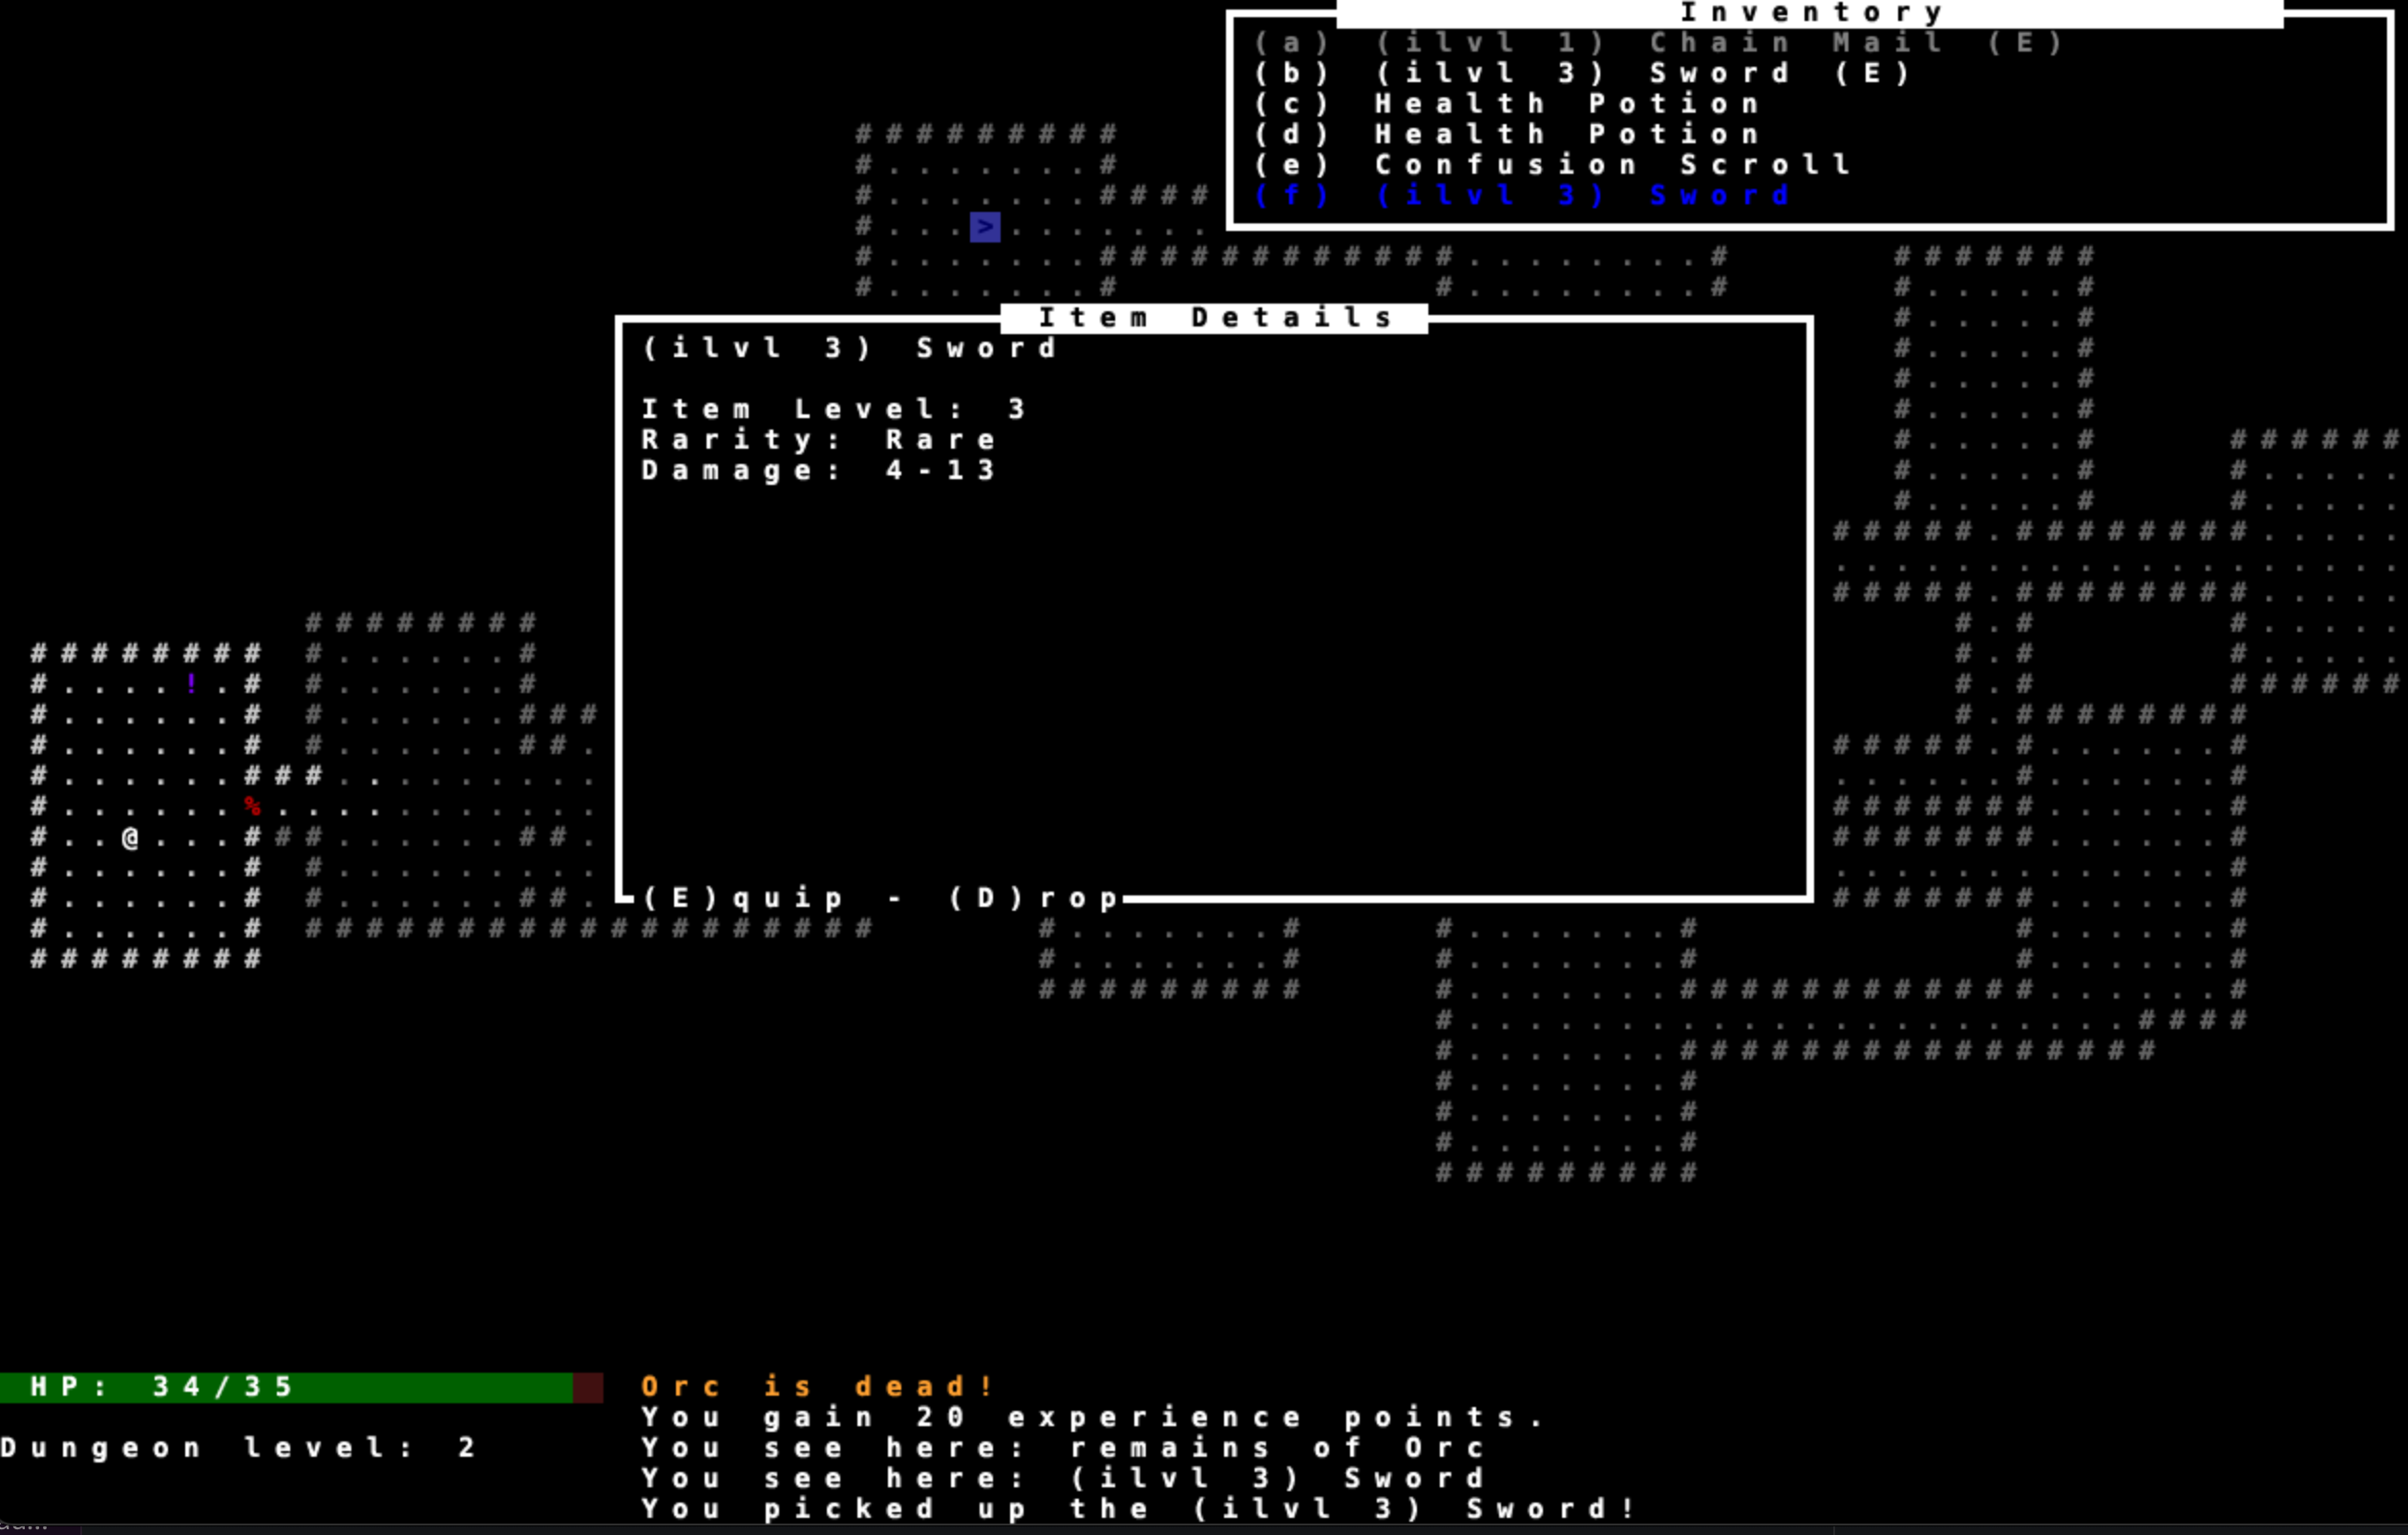 Inventory
(a) (ilvl 1) Chain Mail (E)
(b) (ilvl 3) Sword (E)
(c) Health Potion
(d) Health Potion
(e) Confusion Scroll
(f) (ilvl 3) Sword
Item Details
(ilvl 3) Sword
Item Level: 3
Rarity: Rare
Damage: 4-13
(E)quip - (D)rop
HP: 34/35
Dungeon level: 2
Orc is dead!
You gain 20 experience points.
You see here: remains of Orc
You see here: (ilvl 3) Sword
You picked up the (ilvl 3) Sword!